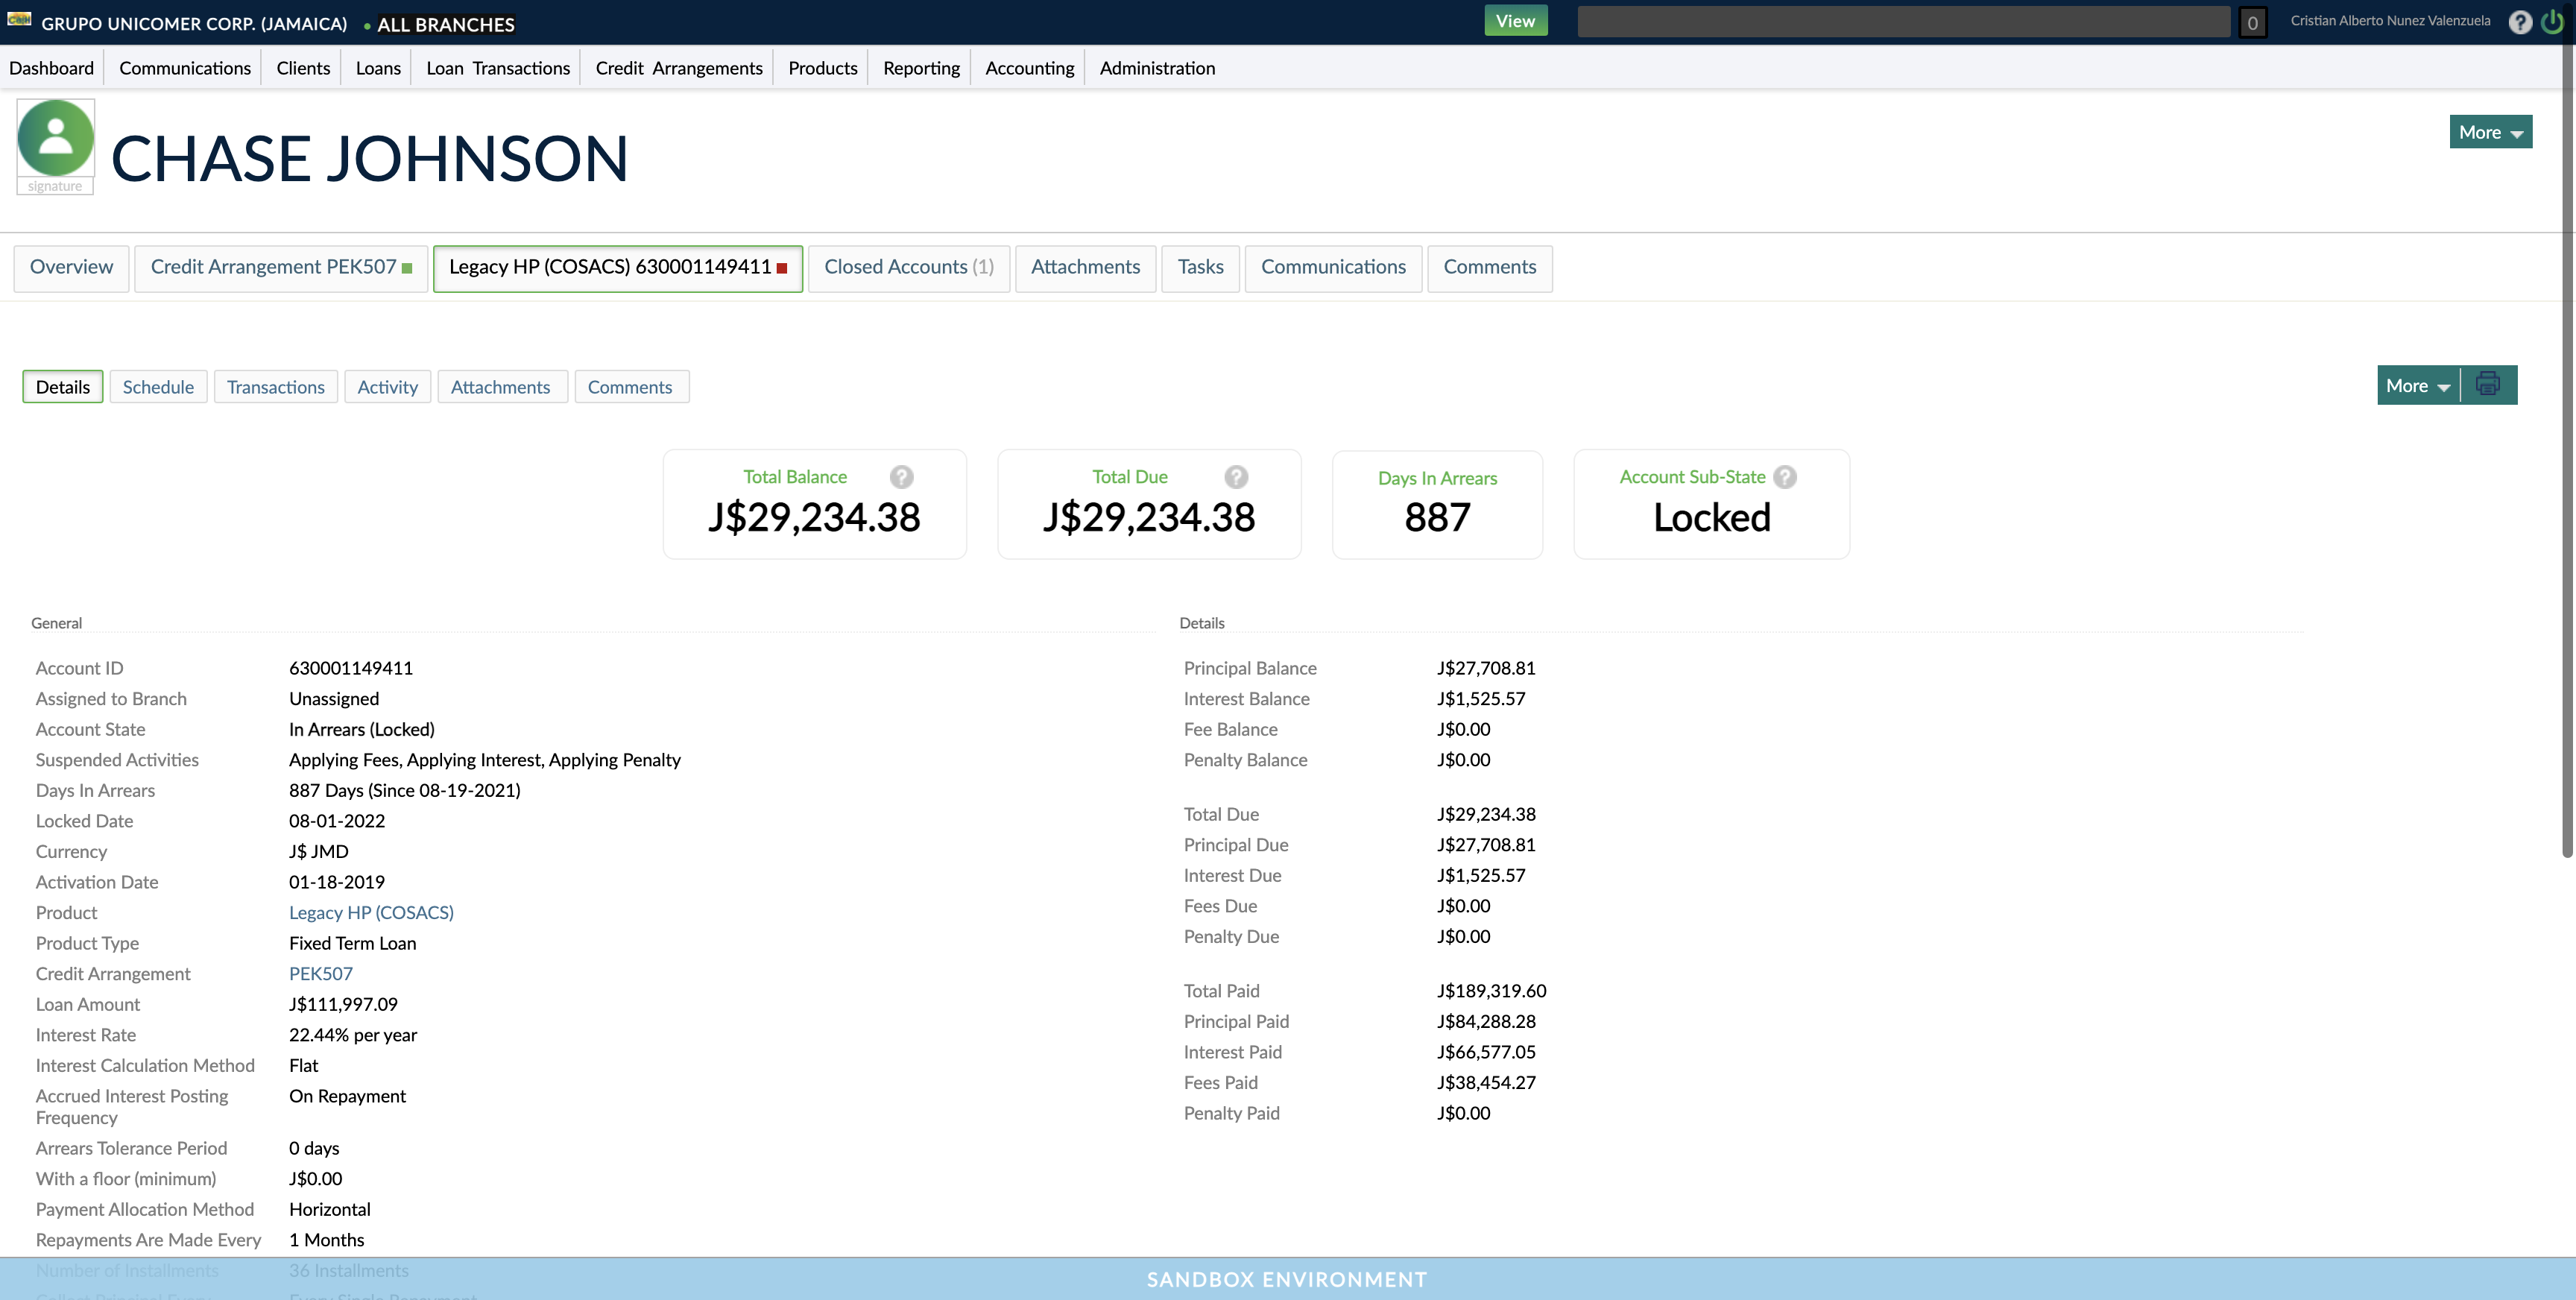 GRUPO UNICOMER CORP. (JAMAICA) • ALL BRANCHES View 0 Cristian Alberto Nunez Valenzuela ?
Dashboard Communications Clients Loans Loan Transactions Credit Arrangements Products Reporting Accounting Administration
CHASE JOHNSON
signature
More
Overview Credit Arrangement PEK507 Legacy HP (COSACS) 630001149411 Closed Accounts (1) Attachments Tasks Communications Comments
Details Schedule Transactions Activity Attachments Comments
More
Total Balance ?
J$29,234.38
Total Due ?
J$29,234.38
Days In Arrears
887
Account Sub-State ?
Locked
General
Account ID 630001149411
Assigned to Branch Unassigned
Account State In Arrears (Locked)
Suspended Activities Applying Fees, Applying Interest, Applying Penalty
Days In Arrears 887 Days (Since 08-19-2021)
Locked Date 08-01-2022
Currency J$ JMD
Activation Date 01-18-2019
Product Legacy HP (COSACS)
Product Type Fixed Term Loan
Credit Arrangement PEK507
Loan Amount J$111,997.09
Interest Rate 22.44% per year
Interest Calculation Method Flat
Accrued Interest Posting On Repayment
Frequency
Arrears Tolerance Period 0 days
With a floor (minimum) J$0.00
Payment Allocation Method Horizontal
Repayments Are Made Every 1 Months
Number of Installments 36 Installments
Details
Principal Balance J$27,708.81
Interest Balance J$1,525.57
Fee Balance J$0.00
Penalty Balance J$0.00
Total Due J$29,234.38
Principal Due J$27,708.81
Interest Due J$1,525.57
Fees Due J$0.00
Penalty Due J$0.00
Total Paid J$189,319.60
Principal Paid J$84,288.28
Interest Paid J$66,577.05
Fees Paid J$38,454.27
Penalty Paid J$0.00
SANDBOX ENVIRONMENT